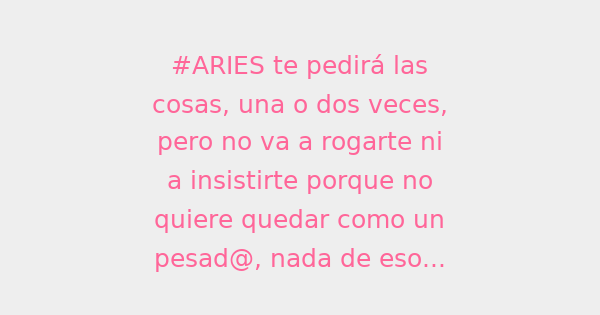 #ARIES te pedirá las
cosas, una o dos veces,
pero no va a rogarte ni
a insistirte porque no
quiere quedar como un
pesad@, nada de eso...